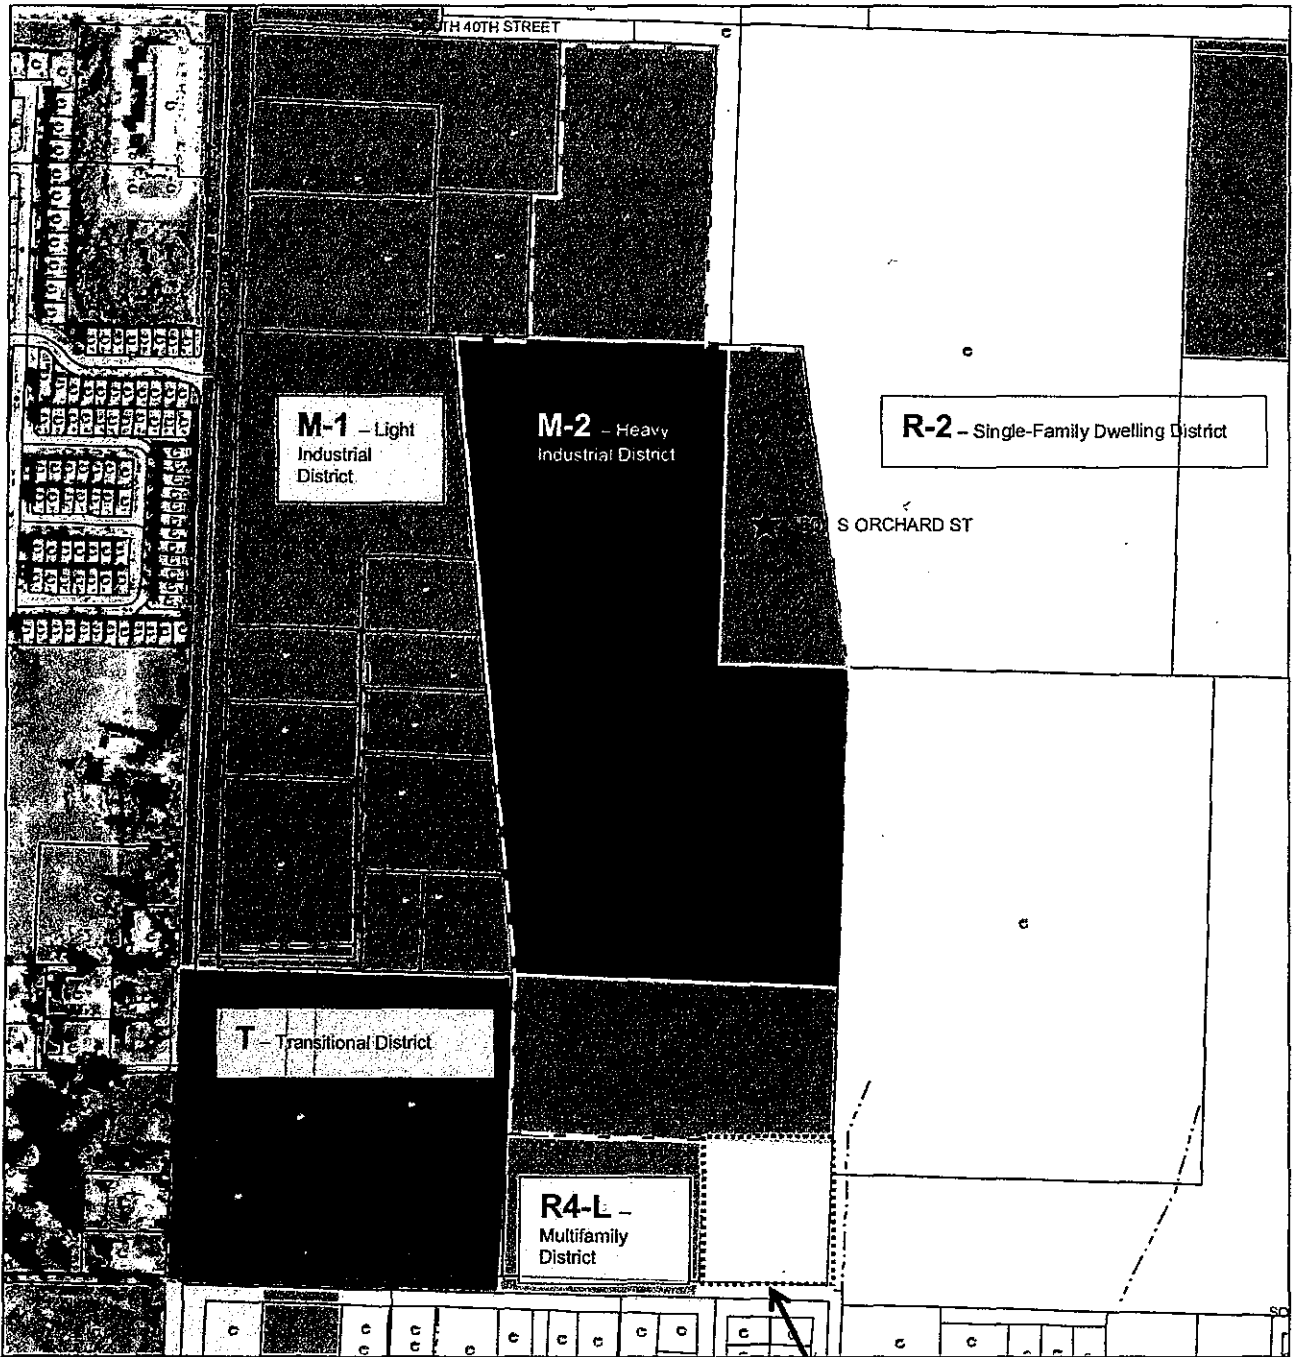 40TH STREET
M-1 – Light
Industrial
District
M-2 – Heavy
Industrial District
R-2 – Single-Family Dwelling District
S ORCHARD ST
T – Transitional District
R4-L –
Multifamily
District